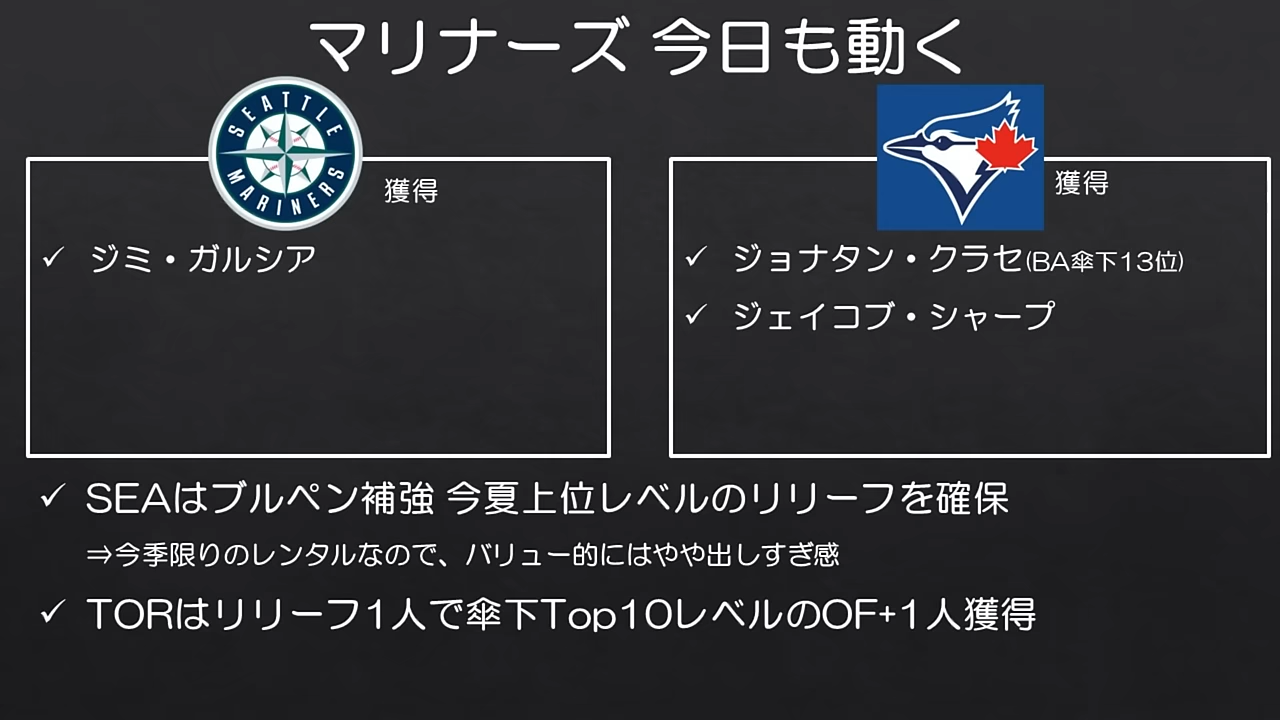 マリナーズ 今日も動く
SEATTLE
MARINERS
獲得
✓ ジミ・ガルシア
獲得
✓ ジョナタン・クラセ(BA傘下13位)
✓ ジェイコブ・シャープ
✓ SEAはブルペン補強 今夏上位レベルのリリーフを確保
⇒今季限りのレンタルなので、バリュー的にはやや出しすぎ感
✓ TORはリリーフ1人で傘下Top10レベルのOF+1人獲得